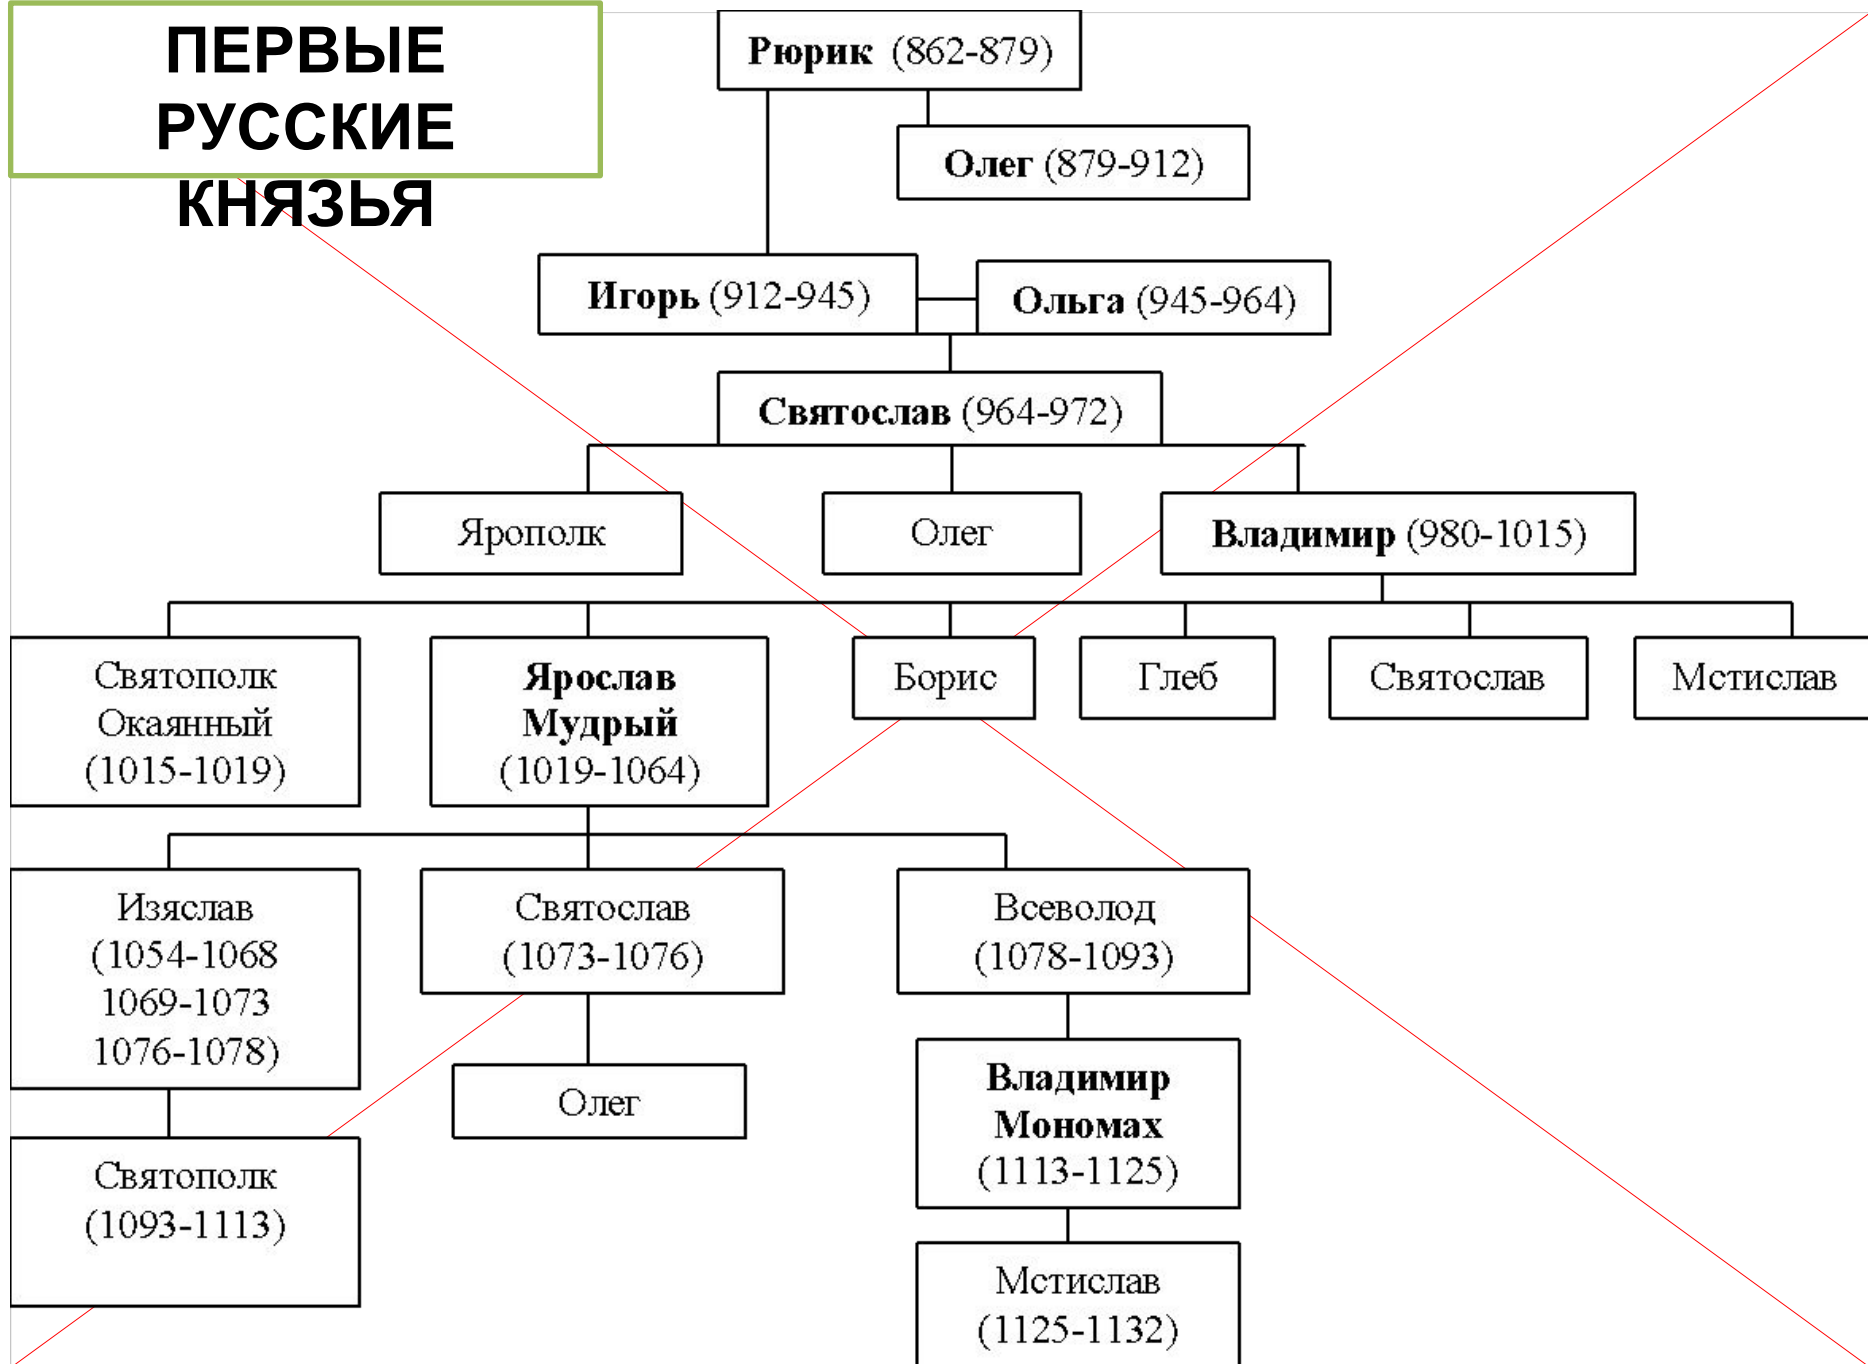 ПЕРВЫЕ
РУССКИЕ
КНЯЗЬЯ
Рюрик (862-879)
Олег (879-912)
Игорь (912-945)
Ольга (945-964)
Святослав (964-972)
Ярополк
Олег
Владимир (980-1015)
Святополк
Окаянный
(1015-1019)
Ярослав
Мудрый
(1019-1064)
Борис
Глеб
Святослав
Мстислав
Изяслав
(1054-1068
1069-1073
1076-1078)
Святослав
(1073-1076)
Всеволод
(1078-1093)
Олег
Владимир
Мономах
(1113-1125)
Святополк
(1093-1113)
Мстислав
(1125-1132)